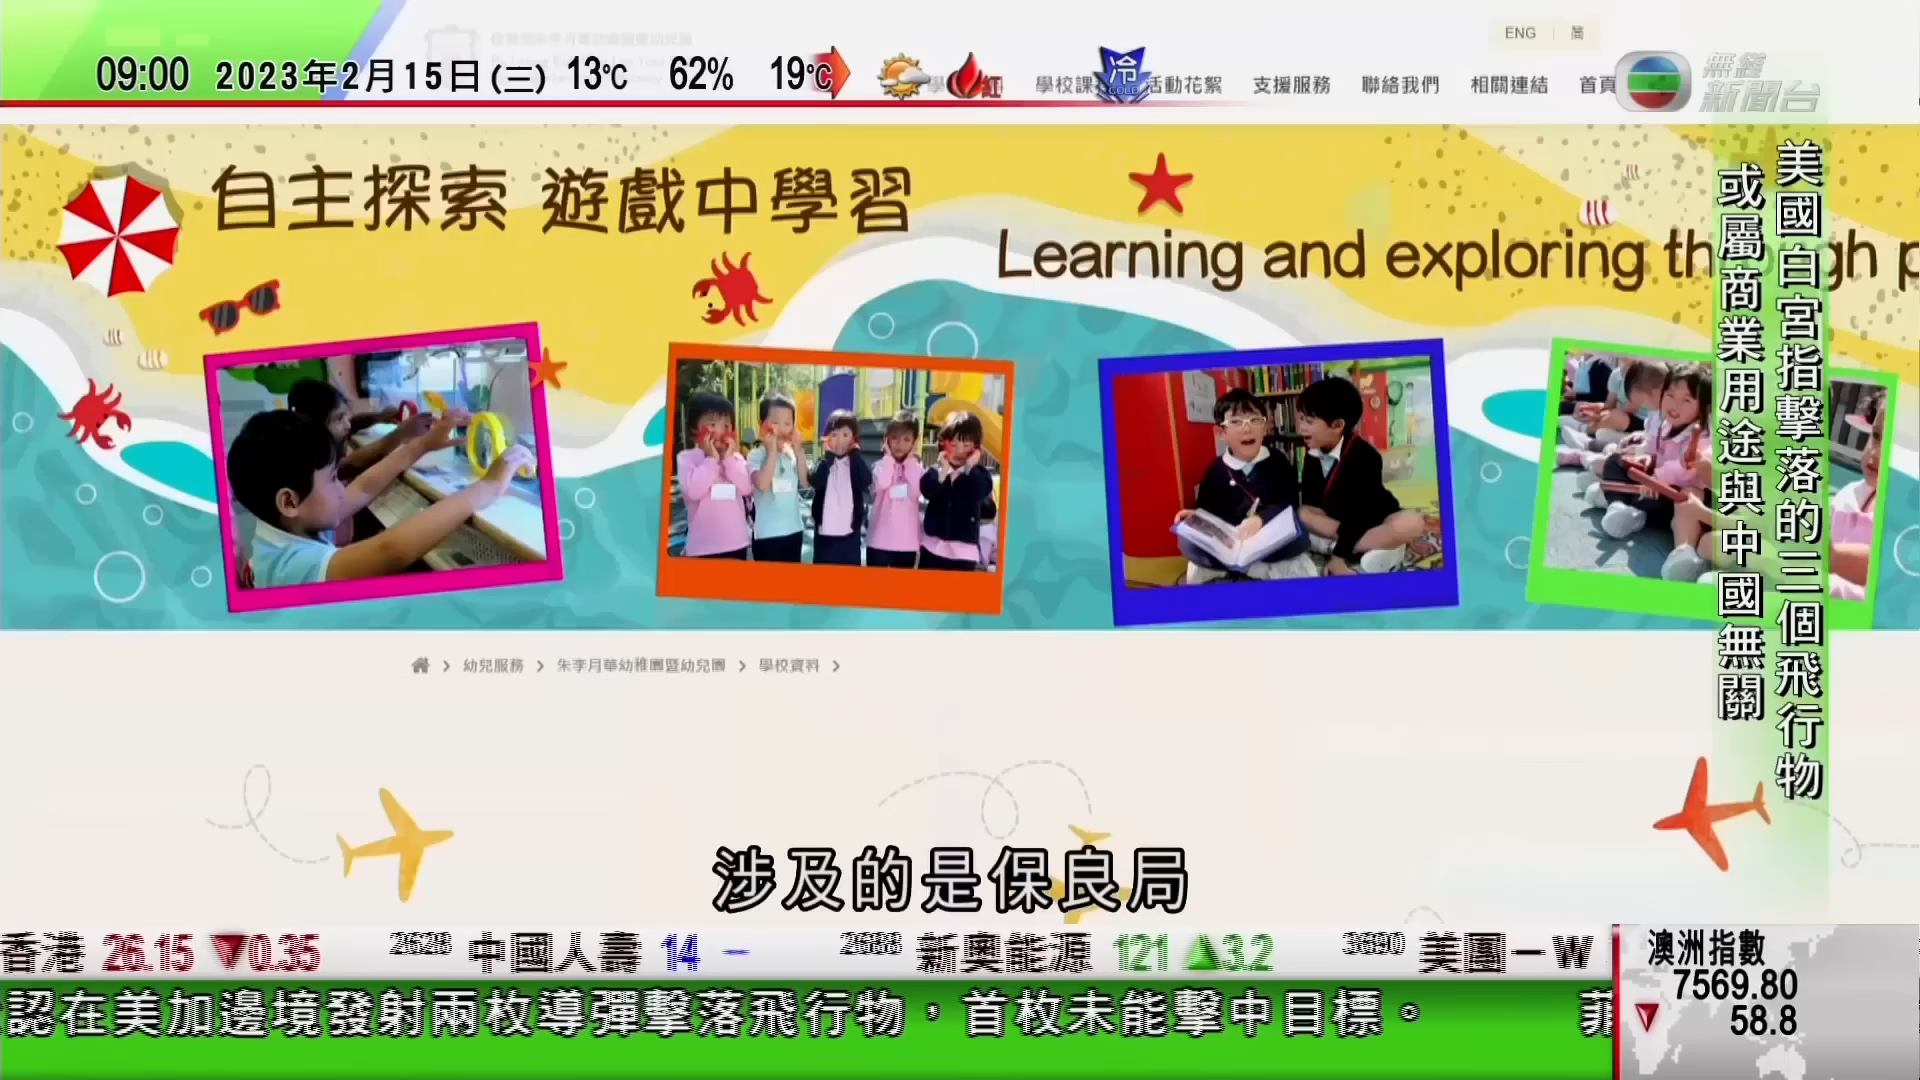 ENG
简
09:00 2023年2月15日(三) 13°C 62% 19°C
紅
冷
COLD
學校課
活動花絮
支援服務
聯絡我們
相關連結
首頁
無綫
新聞台
自主探索 遊戲中學習
Learning and exploring th
美國白宮指擊落的三個飛行物
或屬商業用途與中國無關
幼兒服務 > 朱李月華幼稚園暨幼兒園 > 學校資料 >
涉及的是保良局
香港 26.15 ▼0.35 2628 中國人壽 14 － 2688 新奧能源 121 ▲3.2 3690 美團－W
認在美加邊境發射兩枚導彈擊落飛行物，首枚未能擊中目標。 菲
澳洲指數
7569.80
▼ 58.8